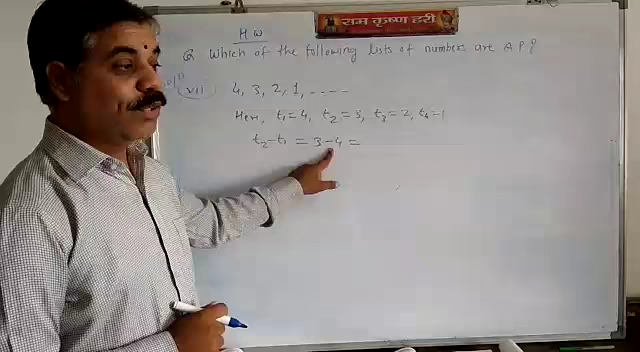 HW
राम कृष्ण हरी
Q Which of the following lists of numbers are A P?
VII 4, 3, 2, 1, .....
Here, t₁=4, t₂=3, t₃=2, t₄=1
t₂-t₁ = 3-4 =